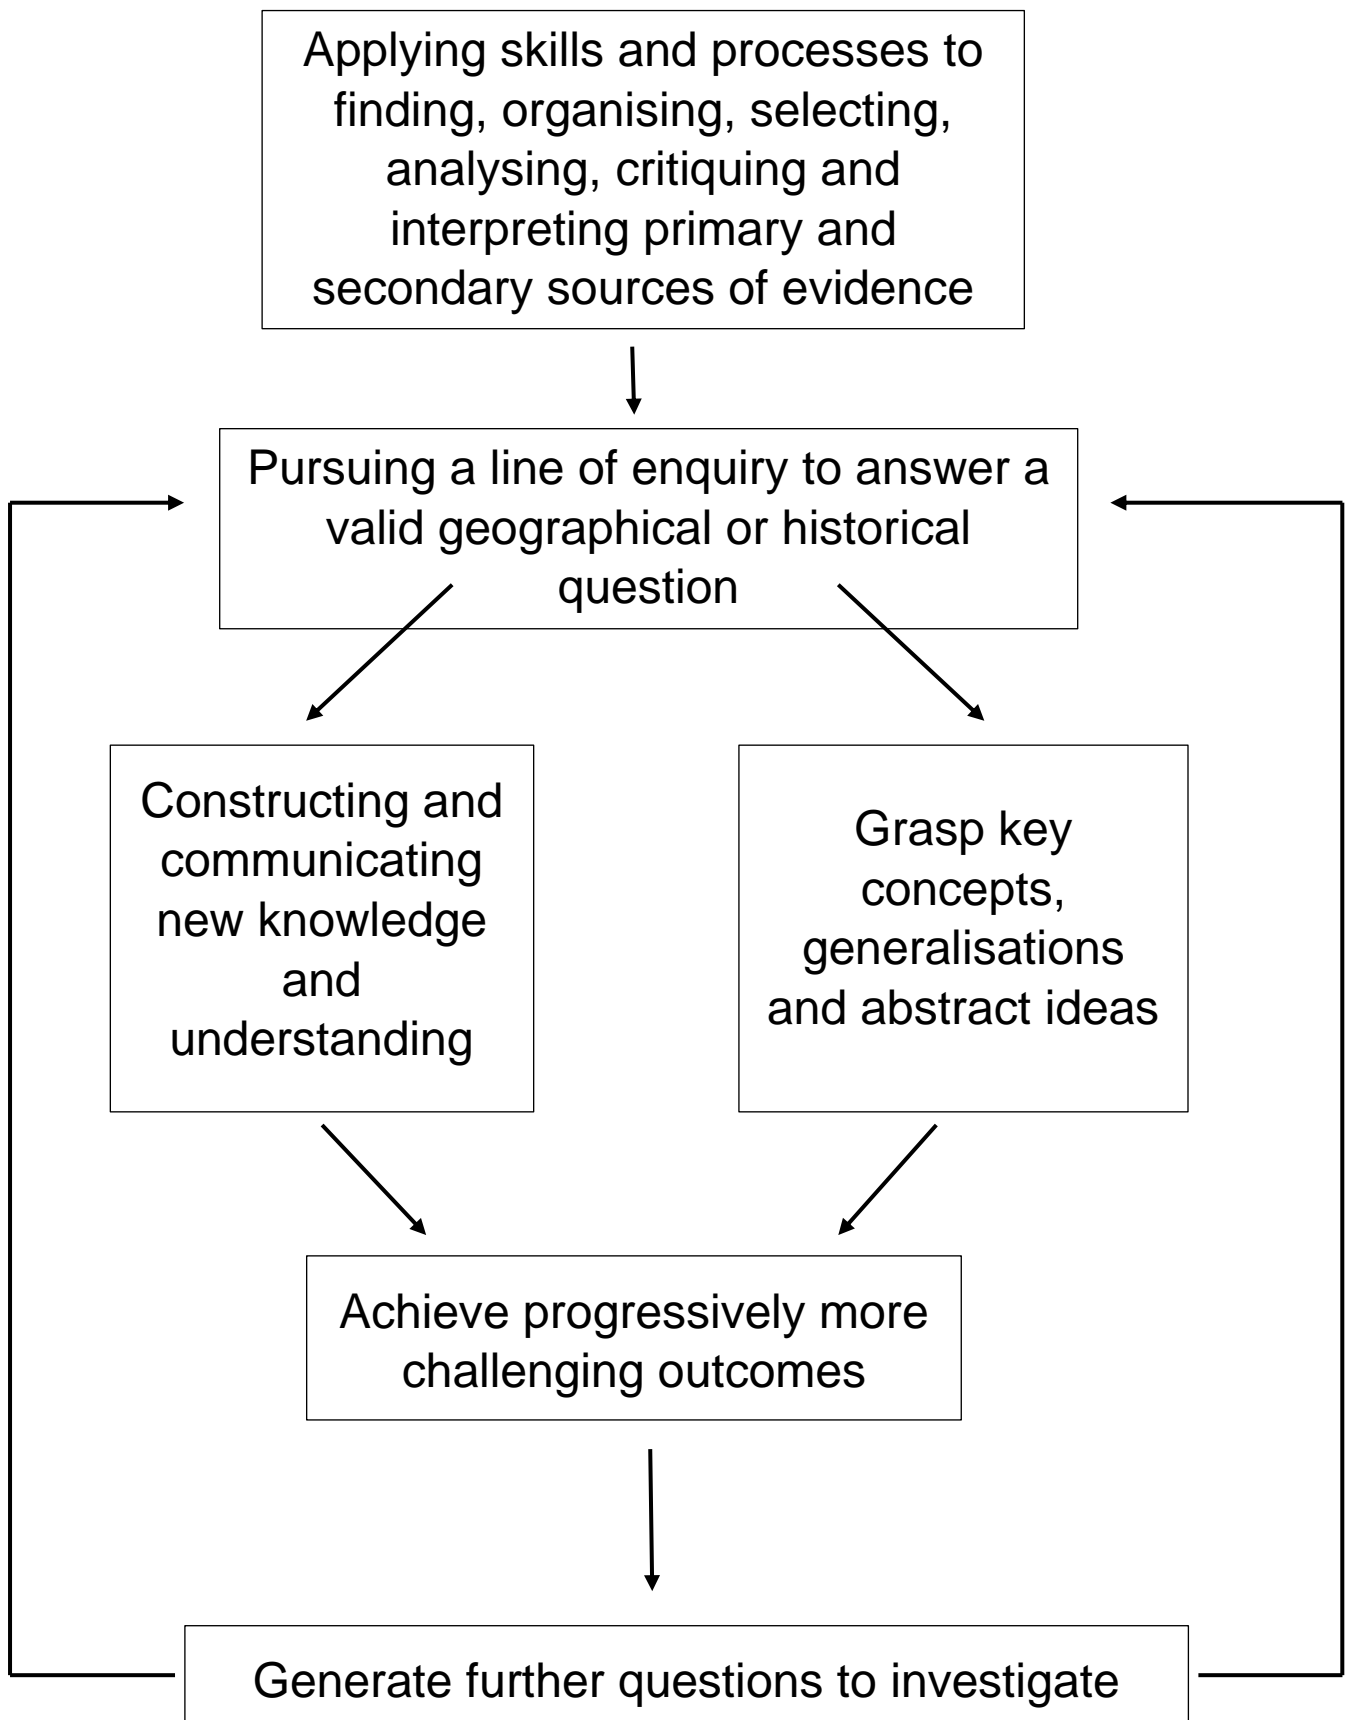 Applying skills and processes to
finding, organising, selecting,
analysing, critiquing and
interpreting primary and
secondary sources of evidence
Pursuing a line of enquiry to answer a
valid geographical or historical
question
Constructing and
communicating
new knowledge
and
understanding
Grasp key
concepts,
generalisations
and abstract ideas
Achieve progressively more
challenging outcomes
Generate further questions to investigate